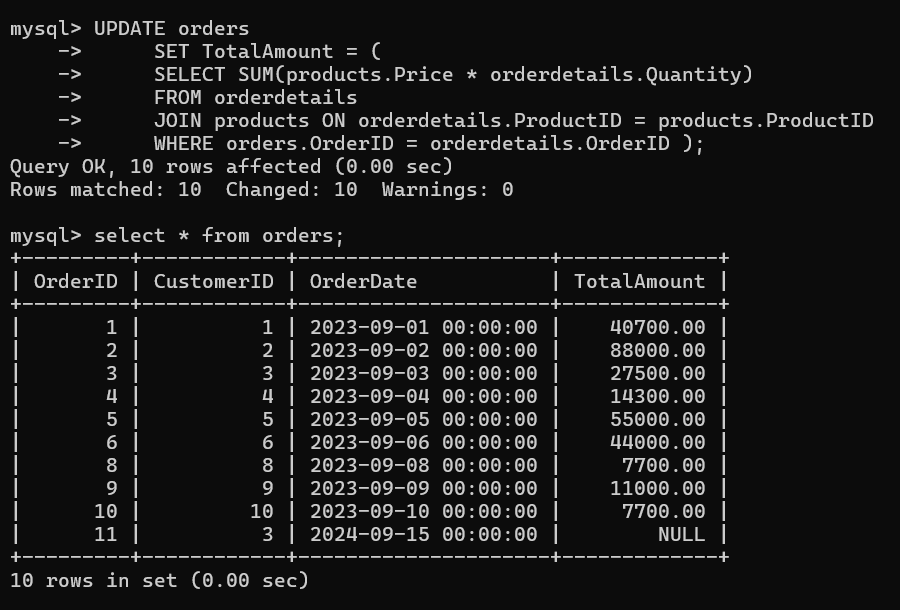 mysql> UPDATE orders
    ->      SET TotalAmount = (
    ->      SELECT SUM(products.Price * orderdetails.Quantity)
    ->      FROM orderdetails
    ->      JOIN products ON orderdetails.ProductID = products.ProductID
    ->      WHERE orders.OrderID = orderdetails.OrderID );
Query OK, 10 rows affected (0.00 sec)
Rows matched: 10  Changed: 10  Warnings: 0

mysql> select * from orders;
+---------+------------+---------------------+-------------+
| OrderID | CustomerID | OrderDate           | TotalAmount |
+---------+------------+---------------------+-------------+
|       1 |          1 | 2023-09-01 00:00:00 |    40700.00 |
|       2 |          2 | 2023-09-02 00:00:00 |    88000.00 |
|       3 |          3 | 2023-09-03 00:00:00 |    27500.00 |
|       4 |          4 | 2023-09-04 00:00:00 |    14300.00 |
|       5 |          5 | 2023-09-05 00:00:00 |    55000.00 |
|       6 |          6 | 2023-09-06 00:00:00 |    44000.00 |
|       8 |          8 | 2023-09-08 00:00:00 |     7700.00 |
|       9 |          9 | 2023-09-09 00:00:00 |    11000.00 |
|      10 |         10 | 2023-09-10 00:00:00 |     7700.00 |
|      11 |          3 | 2024-09-15 00:00:00 |        NULL |
+---------+------------+---------------------+-------------+
10 rows in set (0.00 sec)